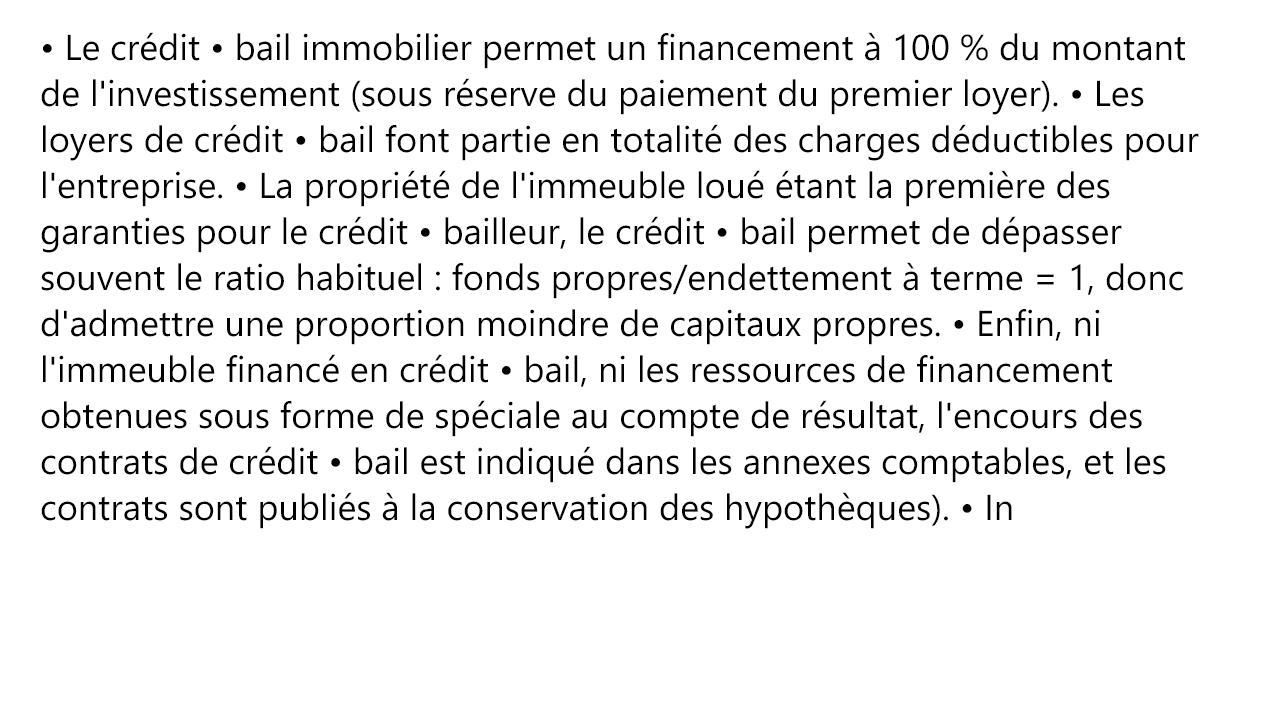 • Le crédit • bail immobilier permet un financement à 100 % du montant
de l'investissement (sous réserve du paiement du premier loyer). • Les
loyers de crédit • bail font partie en totalité des charges déductibles pour
l'entreprise. • La propriété de l'immeuble loué étant la première des
garanties pour le crédit • bailleur, le crédit • bail permet de dépasser
souvent le ratio habituel : fonds propres/endettement à terme = 1, donc
d'admettre une proportion moindre de capitaux propres. • Enfin, ni
l'immeuble financé en crédit • bail, ni les ressources de financement
obtenues sous forme de spéciale au compte de résultat, l'encours des
contrats de crédit • bail est indiqué dans les annexes comptables, et les
contrats sont publiés à la conservation des hypothèques). • In